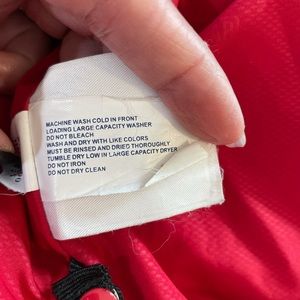 MACHINE WASH COLD IN FRONT
LOADING LARGE CAPACITY WASHER
DO NOT BLEACH
WASH AND DRY WITH LIKE COLORS
MUST BE RINSED AND DRIED THOROUGHLY
TUMBLE DRY LOW IN LARGE CAPACITY DRYER
DO NOT IRON
DO NOT DRY CLEAN